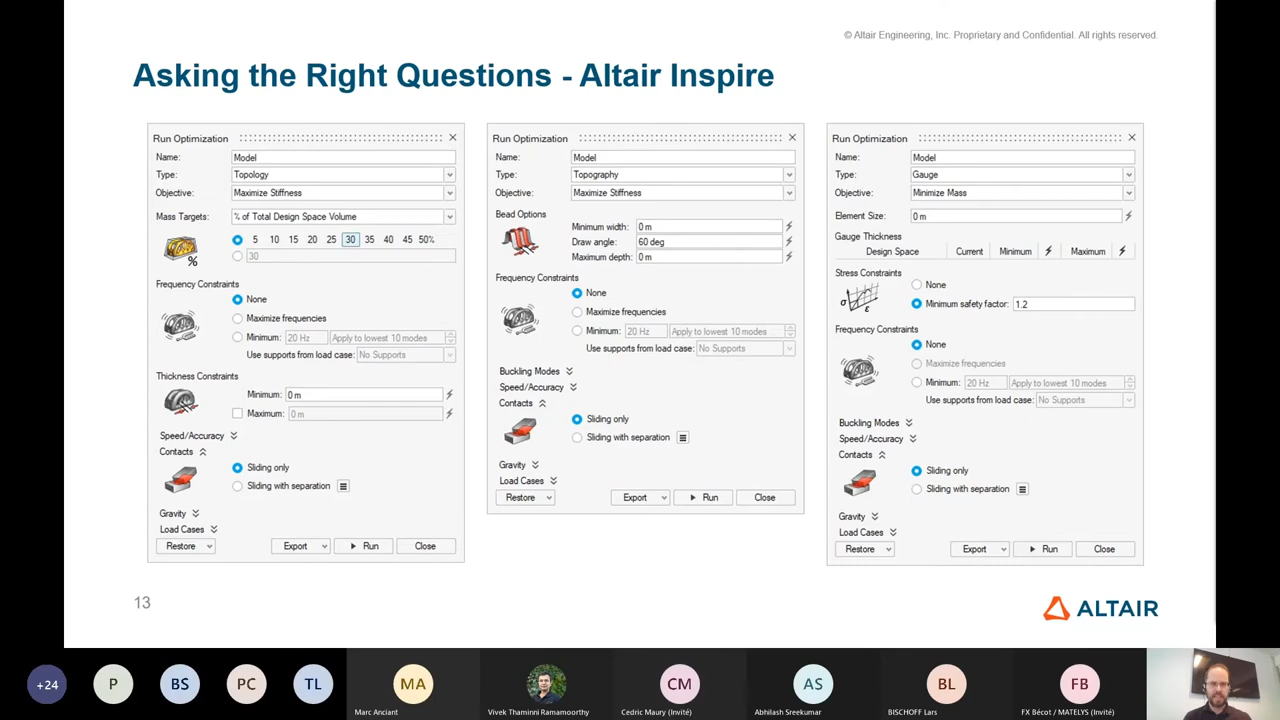 © Altair Engineering, Inc. Proprietary and Confidential. All rights reserved.
Asking the Right Questions - Altair Inspire
Run Optimization
Name: Model
Type: Topology
Objective: Maximize Stiffness
Mass Targets: % of Total Design Space Volume
5 10 15 20 25 30 35 40 45 50%
30
%
Frequency Constraints
None
Maximize frequencies
Minimum: 20 Hz Apply to lowest 10 modes
Use supports from load case: No Supports
Thickness Constraints
Minimum: 0 m
Maximum: 0 m
Speed/Accuracy
Contacts
Sliding only
Sliding with separation
Gravity
Load Cases
Restore Export Run Close
Run Optimization
Name: Model
Type: Topography
Objective: Maximize Stiffness
Bead Options
Minimum width: 0 m
Draw angle: 60 deg
Maximum depth: 0 m
Frequency Constraints
None
Maximize frequencies
Minimum: 20 Hz Apply to lowest 10 modes
Use supports from load case: No Supports
Buckling Modes
Speed/Accuracy
Contacts
Sliding only
Sliding with separation
Gravity
Load Cases
Restore Export Run Close
Run Optimization
Name: Model
Type: Gauge
Objective: Minimize Mass
Element Size: 0 m
Gauge Thickness
Design Space Current Minimum Maximum
Stress Constraints
None
σ ε
Minimum safety factor: 1.2
Frequency Constraints
None
Maximize frequencies
Minimum: 20 Hz Apply to lowest 10 modes
Use supports from load case: No Supports
Buckling Modes
Speed/Accuracy
Contacts
Sliding only
Sliding with separation
Gravity
Load Cases
Restore Export Run Close
13
ALTAIR
+24 P BS PC TL MA CM AS BL FB
Marc Anciant Vivek Thaminni Ramamoorthy Cedric Maury (Invité) Abhilash Sreekumar BISCHOFF Lars FX Bécot / MATELYS (Invité)